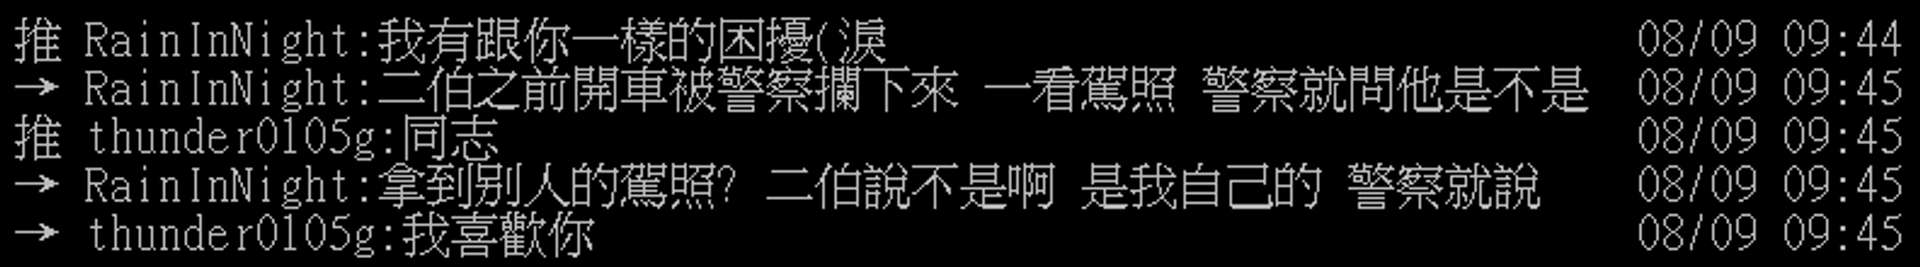 推 RainInNight:我有跟你一樣的困擾(淚 08/09 09:44
→ RainInNight:二伯之前開車被警察攔下來 一看駕照 警察就問他是不是 08/09 09:45
推 thunder0105g:同志 08/09 09:45
→ RainInNight:拿到別人的駕照? 二伯說不是啊 是我自己的 警察就說 08/09 09:45
→ thunder0105g:我喜歡你 08/09 09:45